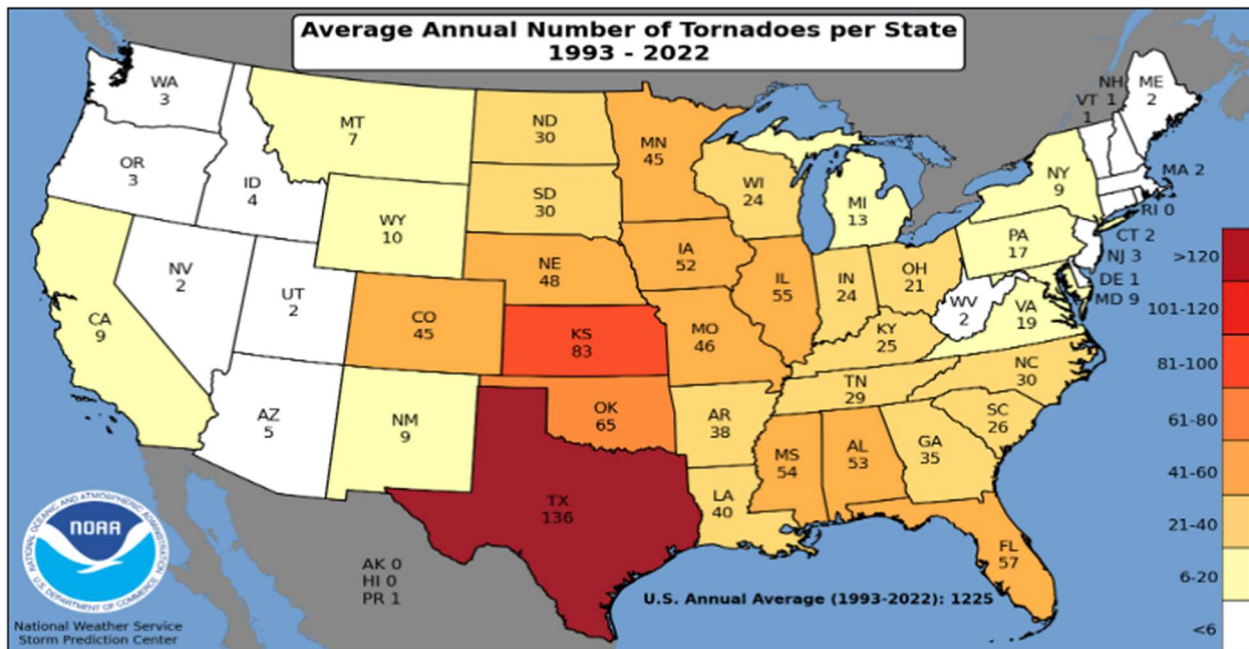 Average Annual Number of Tornadoes per State
1993 - 2022
WA
3
OR
3
CA
9
ID
4
NV
2
UT
2
AZ
5
MT
7
WY
10
CO
45
NM
9
ND
30
SD
30
NE
48
KS
83
OK
65
TX
136
MN
45
IA
52
MO
46
AR
38
LA
40
WI
24
IL
55
MS
54
MI
13
IN
24
OH
21
KY
25
TN
29
AL
53
GA
35
FL
57
SC
26
NC
30
VA
19
WV
2
PA
17
NY
9
VT
1
NH
1
ME
2
MA 2
RI 0
CT 2
NJ 3
DE 1
MD 9
>120
101-120
81-100
61-80
41-60
21-40
6-20
<6
AK 0
HI 0
PR 1
U.S. Annual Average (1993-2022): 1225
NATIONAL OCEANIC AND ATMOSPHERIC ADMINISTRATION
NOAA
U.S. DEPARTMENT OF COMMERCE
National Weather Service
Storm Prediction Center